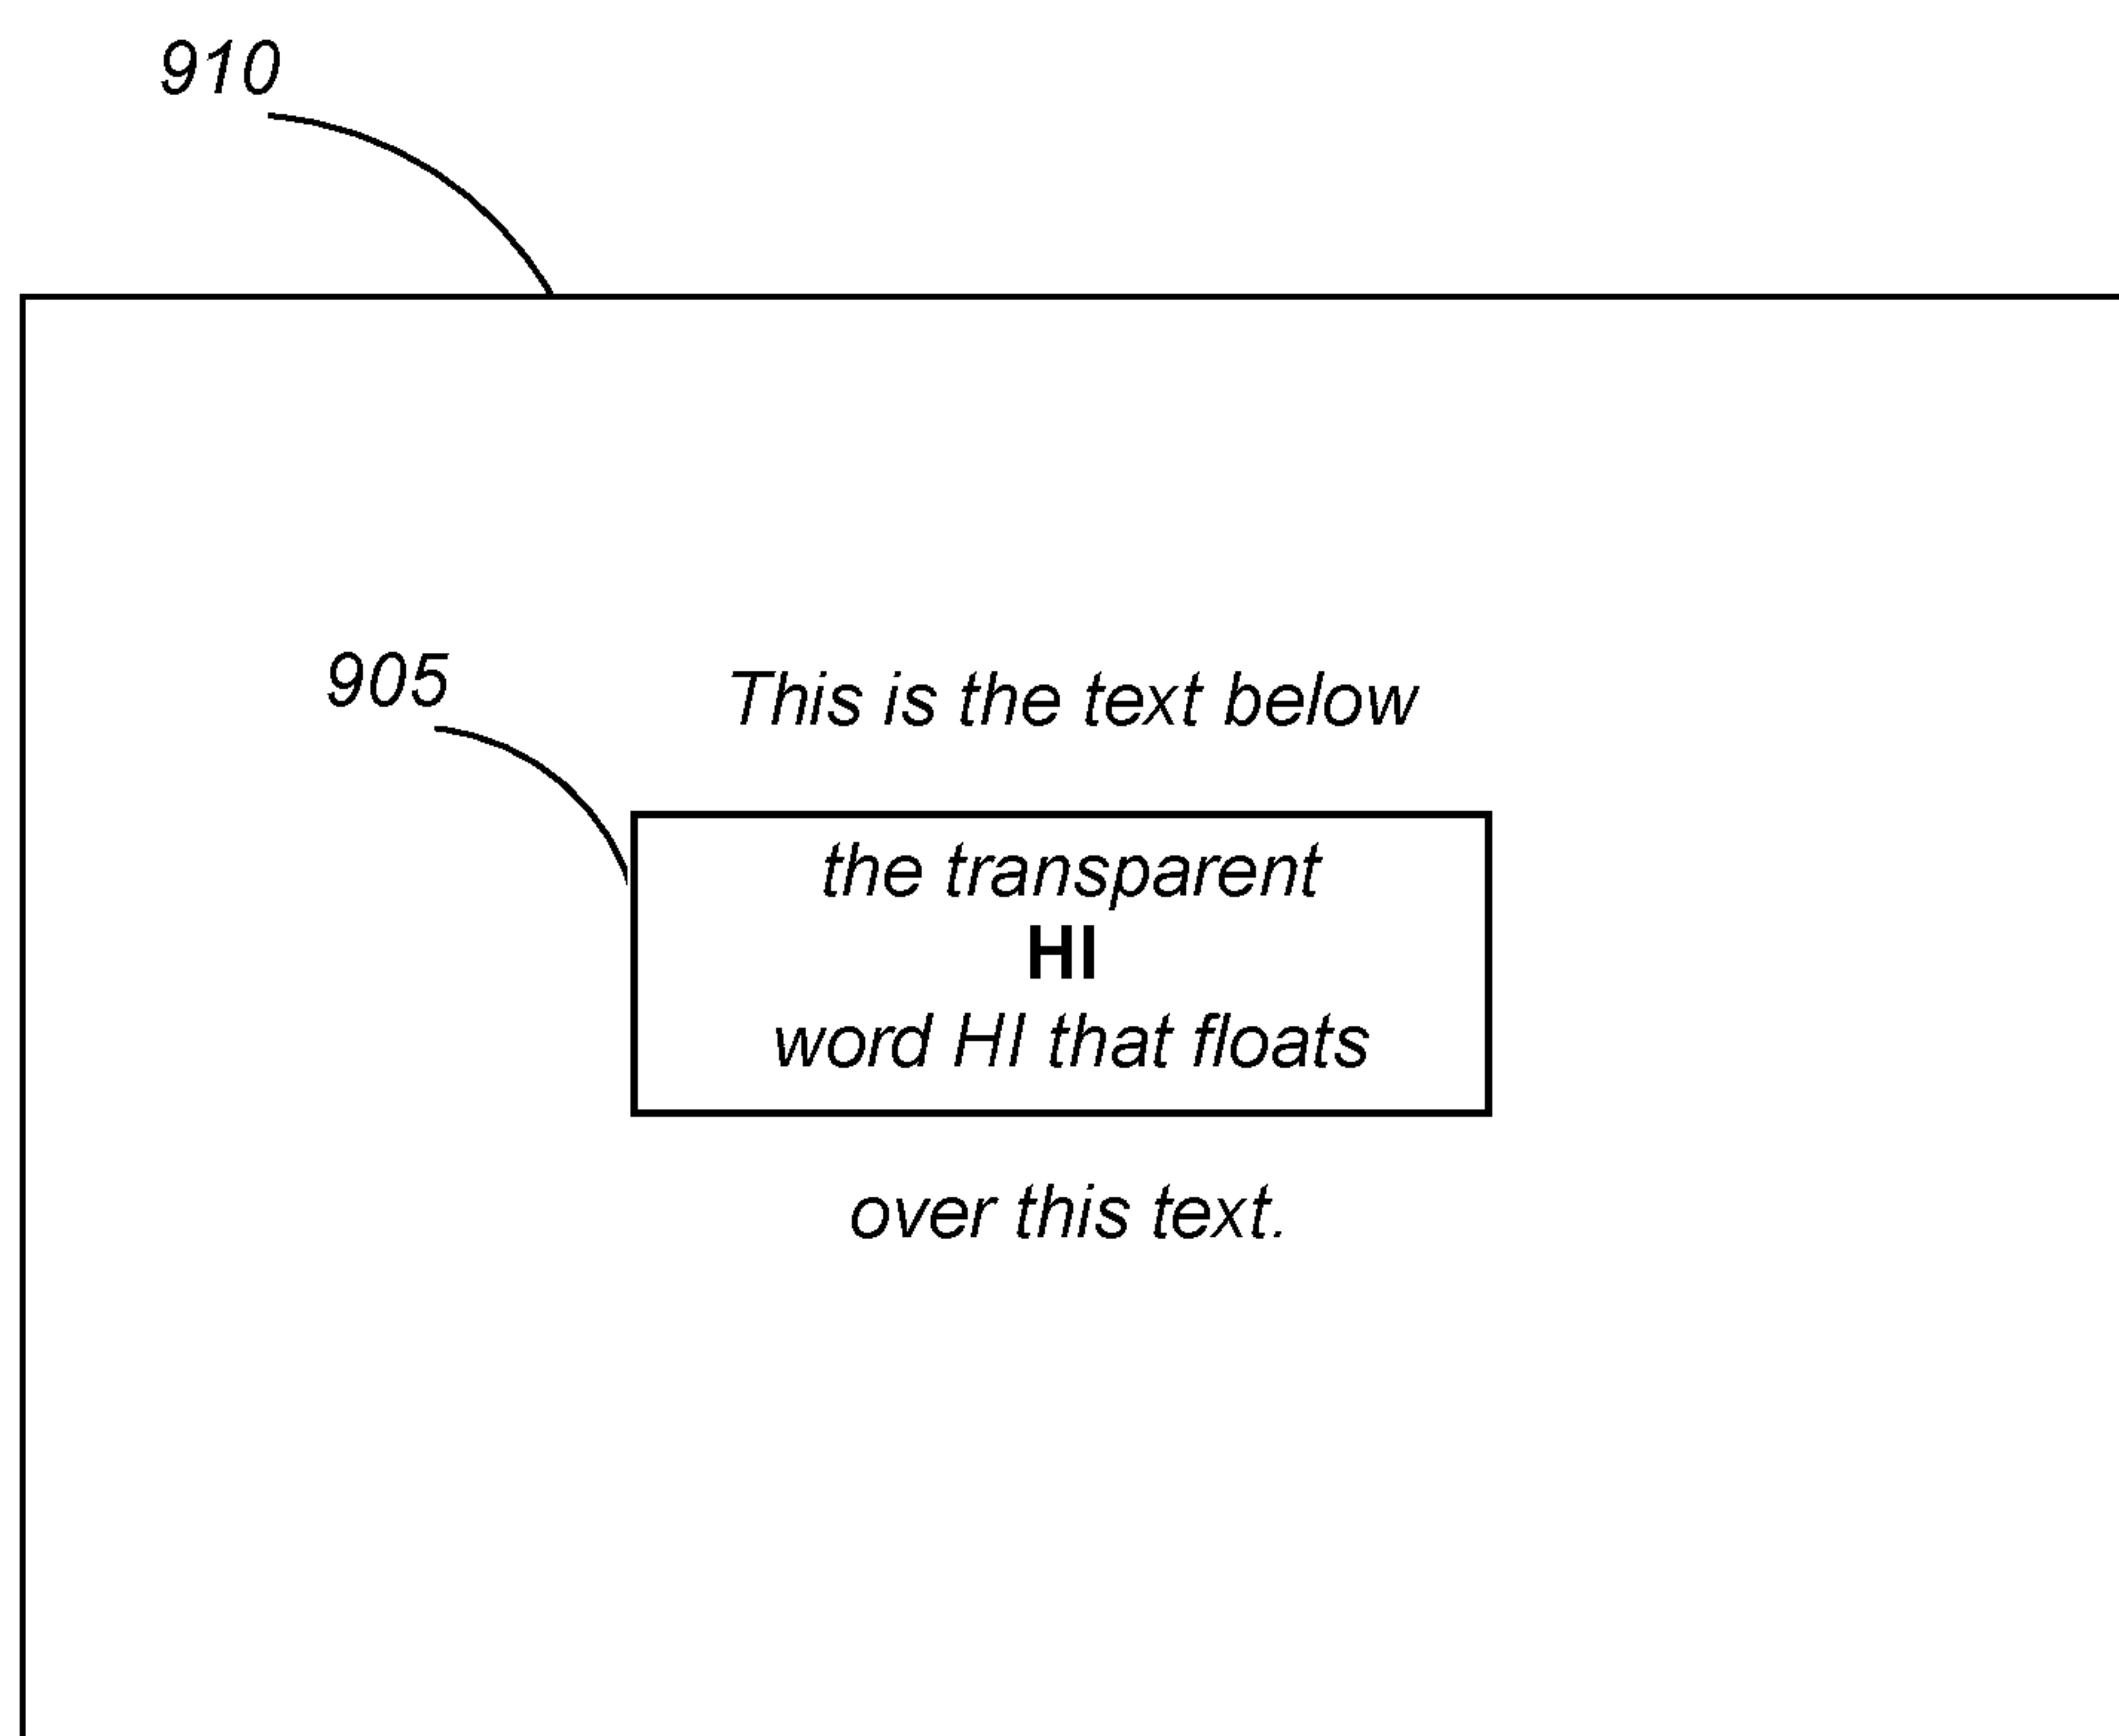 910
905
This is the text below
the transparent
HI
word HI that floats
over this text.